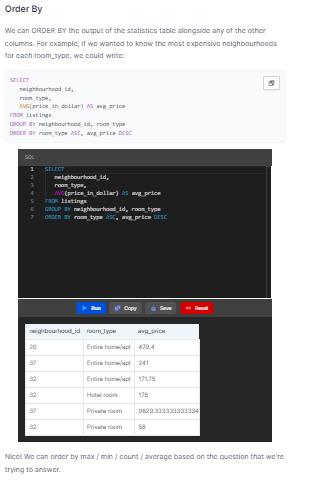 Order By
We can ORDER BY the output of the statistics table alongside any of the other
columns. For example, if we wanted to know the most expensive neighbourhoods
for each room_type, we could write:
SELECT
neighbourhood_id,
room_type,
AVG(price_in_dollar) AS avg_price
FROM listings
GROUP BY neighbourhood_id, room_type
ORDER BY room_type ASC, avg_price DESC
SQL
1 SELECT
2 neighbourhood_id,
3 room_type,
4 AVG(price_in_dollar) AS avg_price
5 FROM listings
6 GROUP BY neighbourhood_id, room_type
7 ORDER BY room_type ASC, avg_price DESC
Run Copy Save Reset
neighbourhood_id room_type avg_price
20 Entire home/apt 479.4
37 Entire home/apt 241
32 Entire home/apt 171.75
32 Hotel room 178
37 Private room 9629.333333333334
32 Private room 58
Nice! We can order by max / min / count / average based on the question that we're
trying to answer.